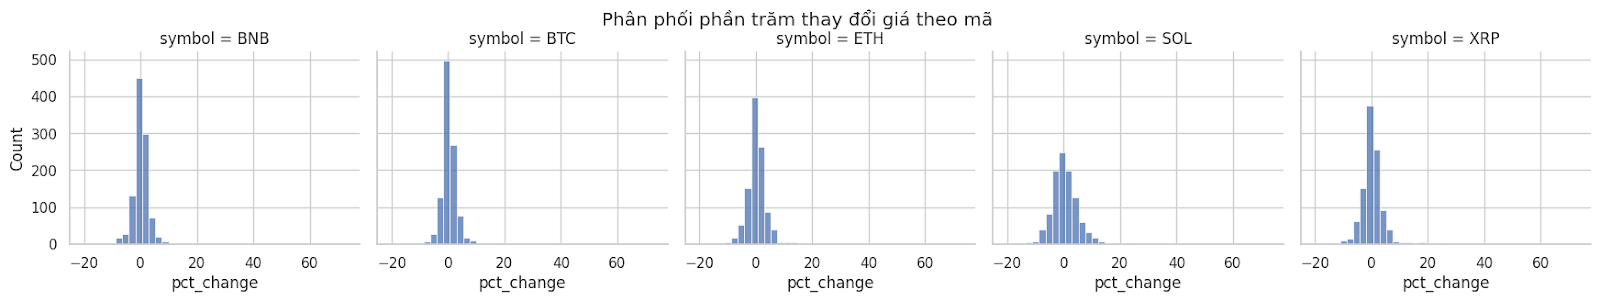 Phân phối phần trăm thay đổi giá theo mã
symbol = BNB
symbol = BTC
symbol = ETH
symbol = SOL
symbol = XRP
Count
500
400
300
200
100
0
−20 0 20 40 60
−20 0 20 40 60
−20 0 20 40 60
−20 0 20 40 60
−20 0 20 40 60
pct_change
pct_change
pct_change
pct_change
pct_change